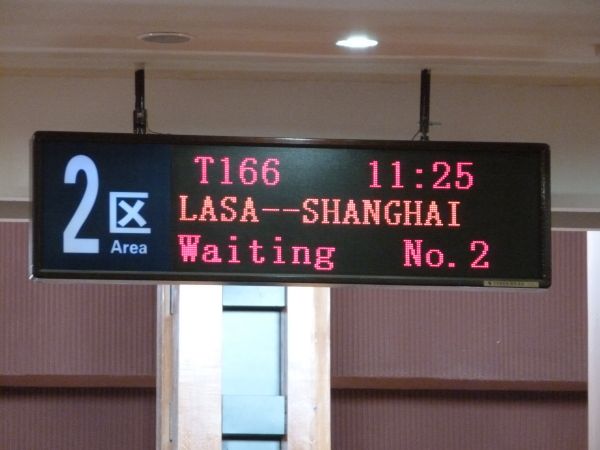 2区
Area
T166 11:25
LASA--SHANGHAI
Waiting No.2